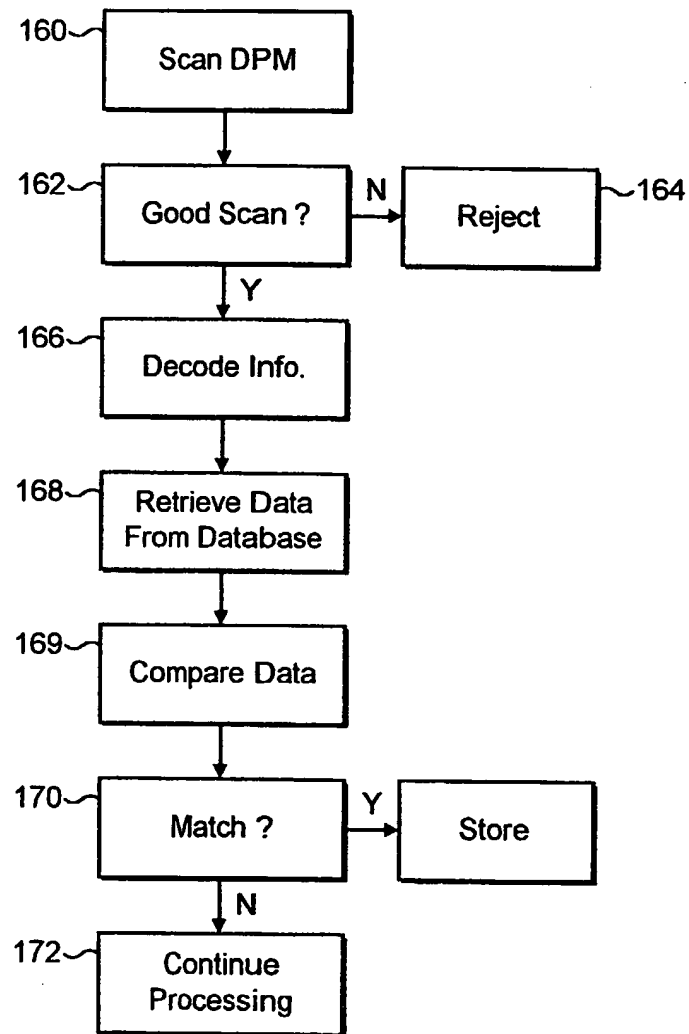 160
Scan DPM
162
Good Scan ?
N
Reject
164
Y
166
Decode Info.
168
Retrieve Data
From Database
169
Compare Data
170
Match ?
Y
Store
N
172
Continue
Processing